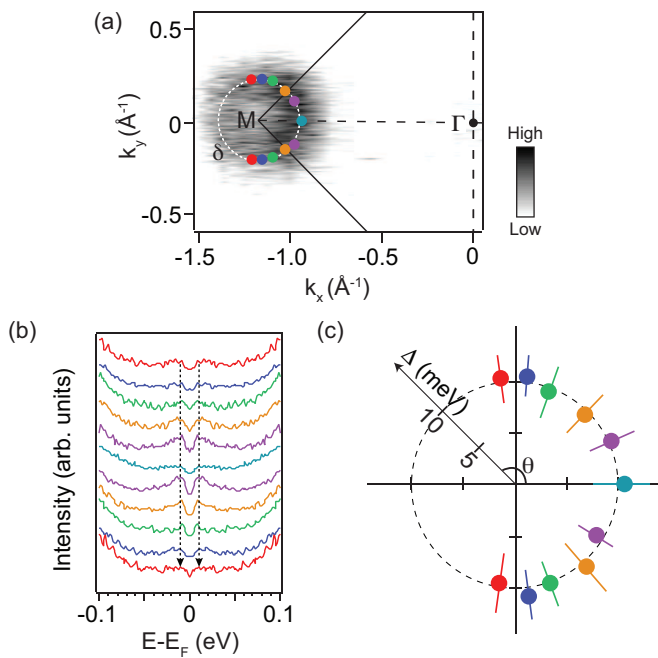 (a)
k_y (Å⁻¹)
0.5
0
-0.5
M
δ
Γ
High
Low
-1.5
-1.0
-0.5
0
k_x (Å⁻¹)
(b)
Intensity (arb. units)
-0.1
0
0.1
E-E_F (eV)
(c)
Δ (meV)
10
5
θ